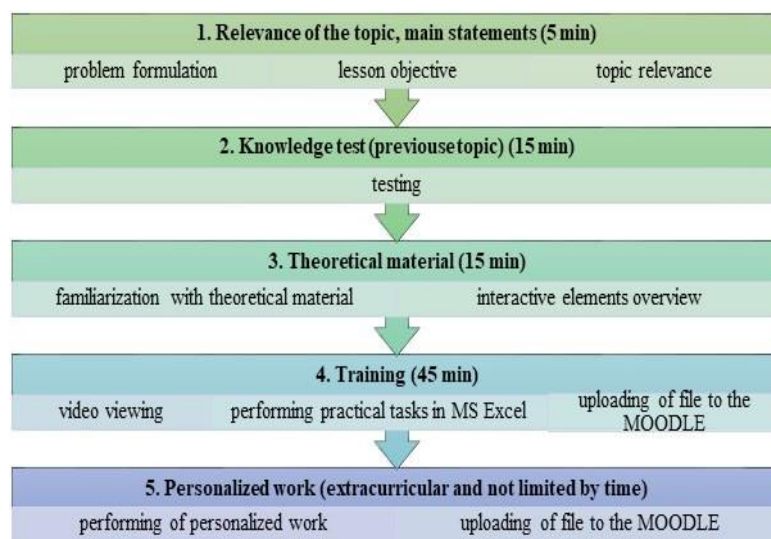 1. Relevance of the topic, main statements (5 min)
problem formulation lesson objective topic relevance
2. Knowledge test (previouse topic) (15 min)
testing
3. Theoretical material (15 min)
familiarization with theoretical material interactive elements overview
4. Training (45 min)
video viewing performing practical tasks in MS Excel uploading of file to the
MOODLE
5. Personalized work (extracurricular and not limited by time)
performing of personalized work uploading of file to the MOODLE